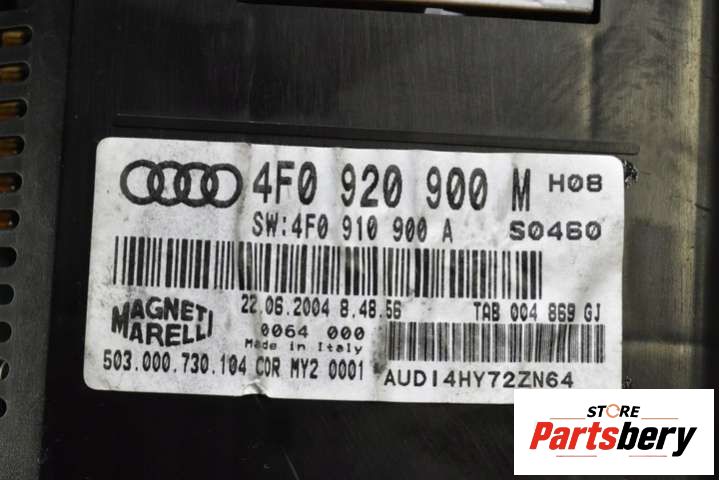 4F0 920 900 M H08
SW:4F0 910 900 A S0460
22.06.2004 8.48.56 TAB 004 869 GJ
MAGNETI MARELLI
0064 000
Made in Italy
503.000.730.104 COR MY2 0001
AUDI4HY72ZN64
STORE
Partsbery